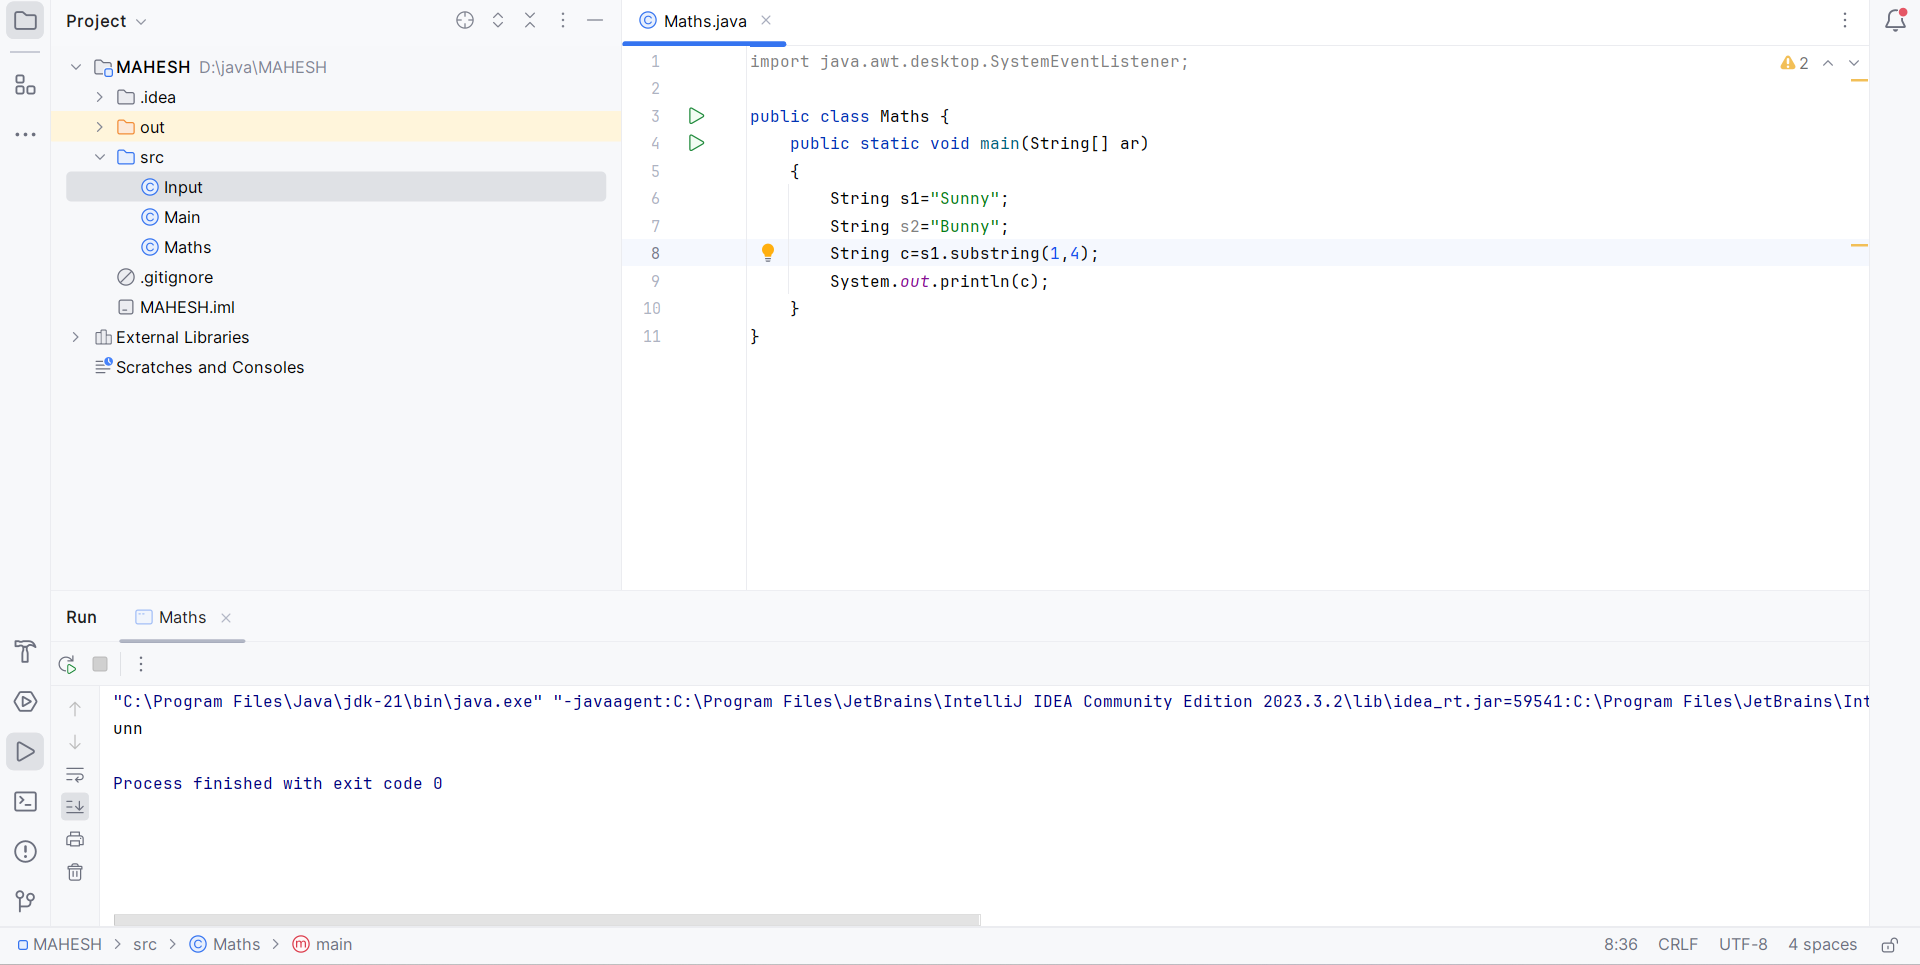 Project
MAHESH D:\java\MAHESH
.idea
out
src
Input
Main
Maths
.gitignore
MAHESH.iml
External Libraries
Scratches and Consoles
Maths.java
2
1 import java.awt.desktop.SystemEventListener;
2
3 public class Maths {
4 public static void main(String[] ar)
5 {
6 String s1="Sunny";
7 String s2="Bunny";
8 String c=s1.substring(1,4);
9 System.out.println(c);
10 }
11 }
Run Maths
"C:\Program Files\Java\jdk-21\bin\java.exe" "-javaagent:C:\Program Files\JetBrains\IntelliJ IDEA Community Edition 2023.3.2\lib\idea_rt.jar=59541:C:\Program Files\JetBrains\Int
unn
Process finished with exit code 0
MAHESH > src > Maths > main
8:36 CRLF UTF-8 4 spaces